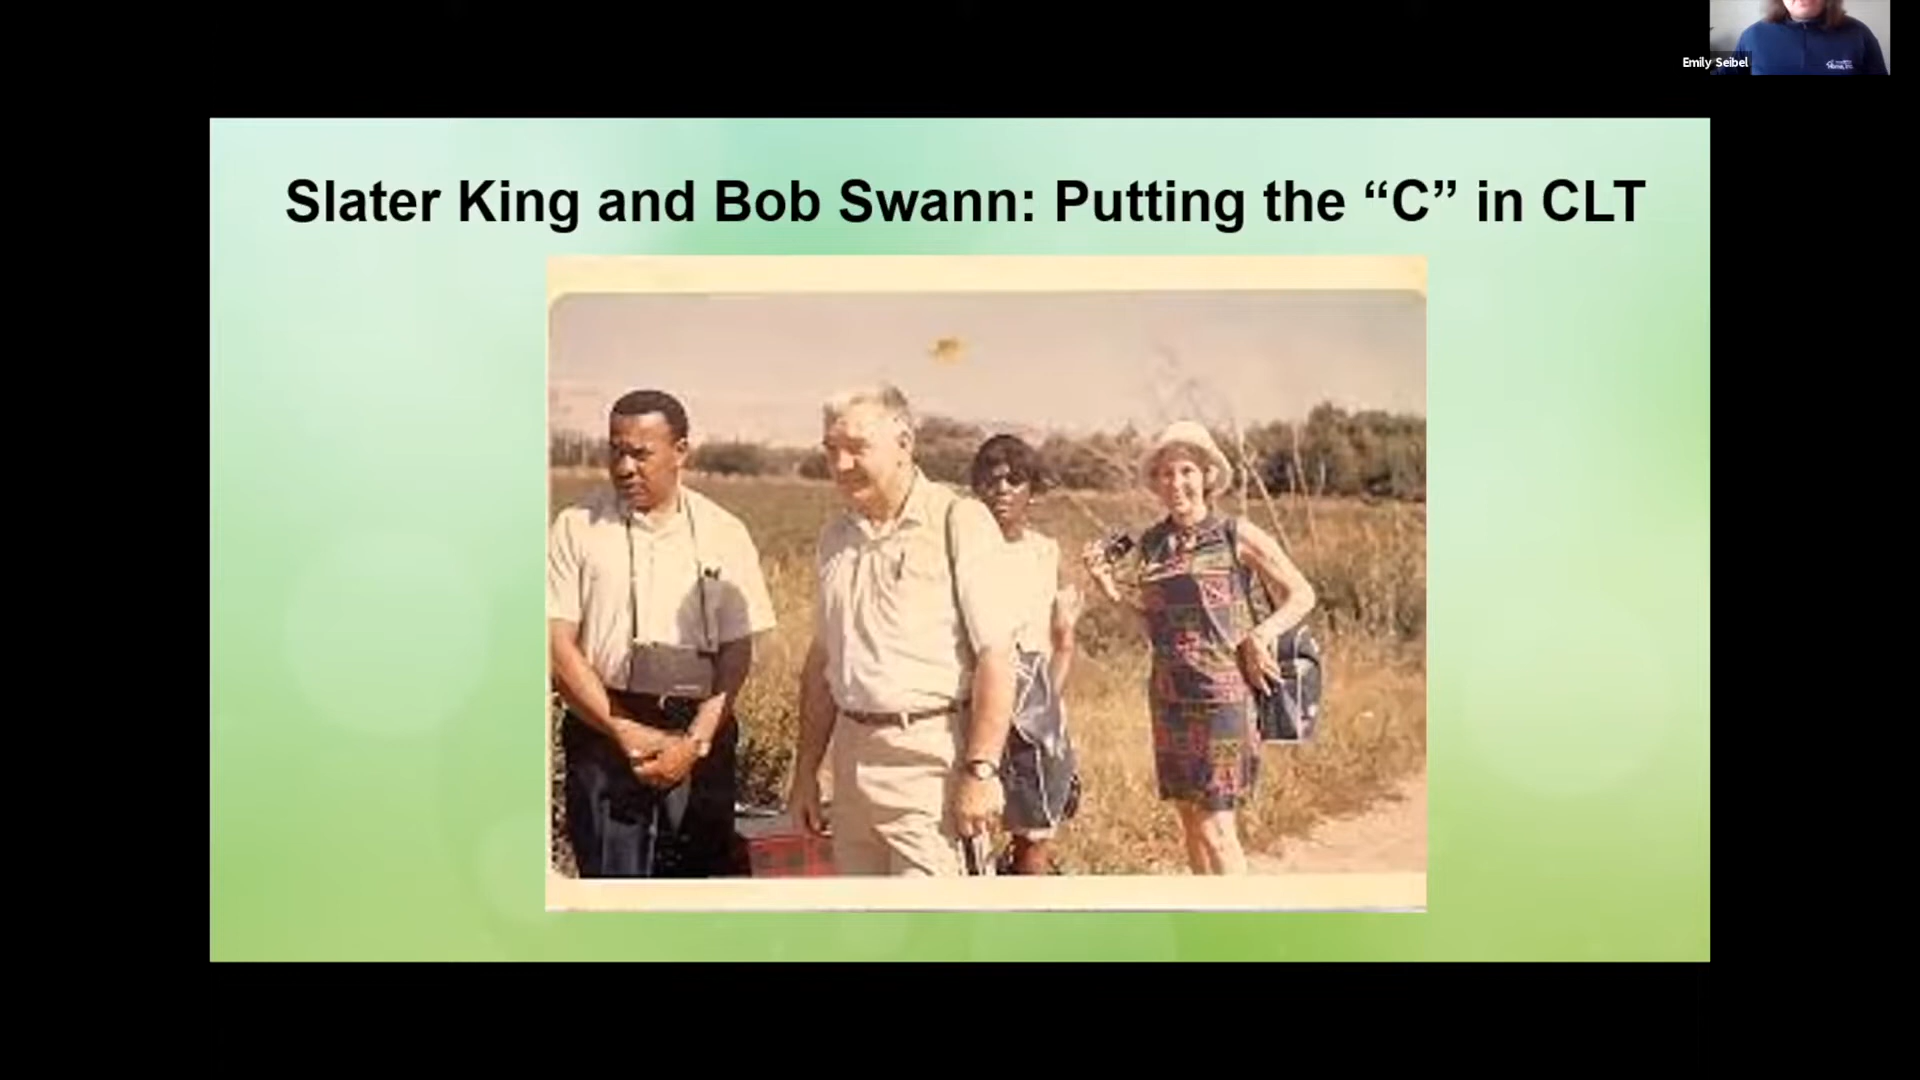 Emily Seibel
Slater King and Bob Swann: Putting the “C” in CLT